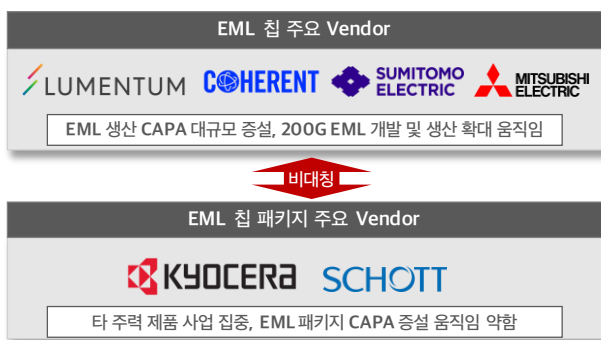 EML 칩 주요 Vendor
LUMENTUM COHERENT SUMITOMO ELECTRIC MITSUBISHI ELECTRIC
EML 생산 CAPA 대규모 증설, 200G EML 개발 및 생산 확대 움직임
비대칭
EML 칩 패키지 주요 Vendor
KYOCERA SCHOTT
타 주력 제품 사업 집중, EML 패키지 CAPA 증설 움직임 약함